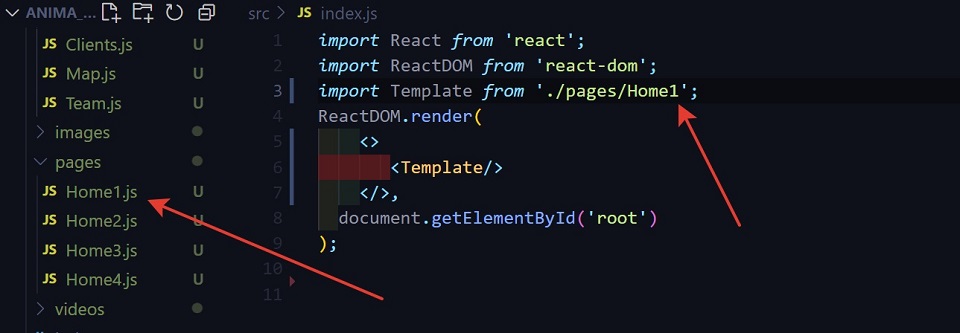 ANIMA_...
JS Clients.js U
JS Map.js U
JS Team.js U
images
pages
JS Home1.js U
JS Home2.js U
JS Home3.js U
JS Home4.js U
videos
src > JS index.js
1 import React from 'react';
2 import ReactDOM from 'react-dom';
3 import Template from './pages/Home1';
4 ReactDOM.render(
5 <>
6 <Template/>
7 </>,
8 document.getElementById('root')
9 );
10
11